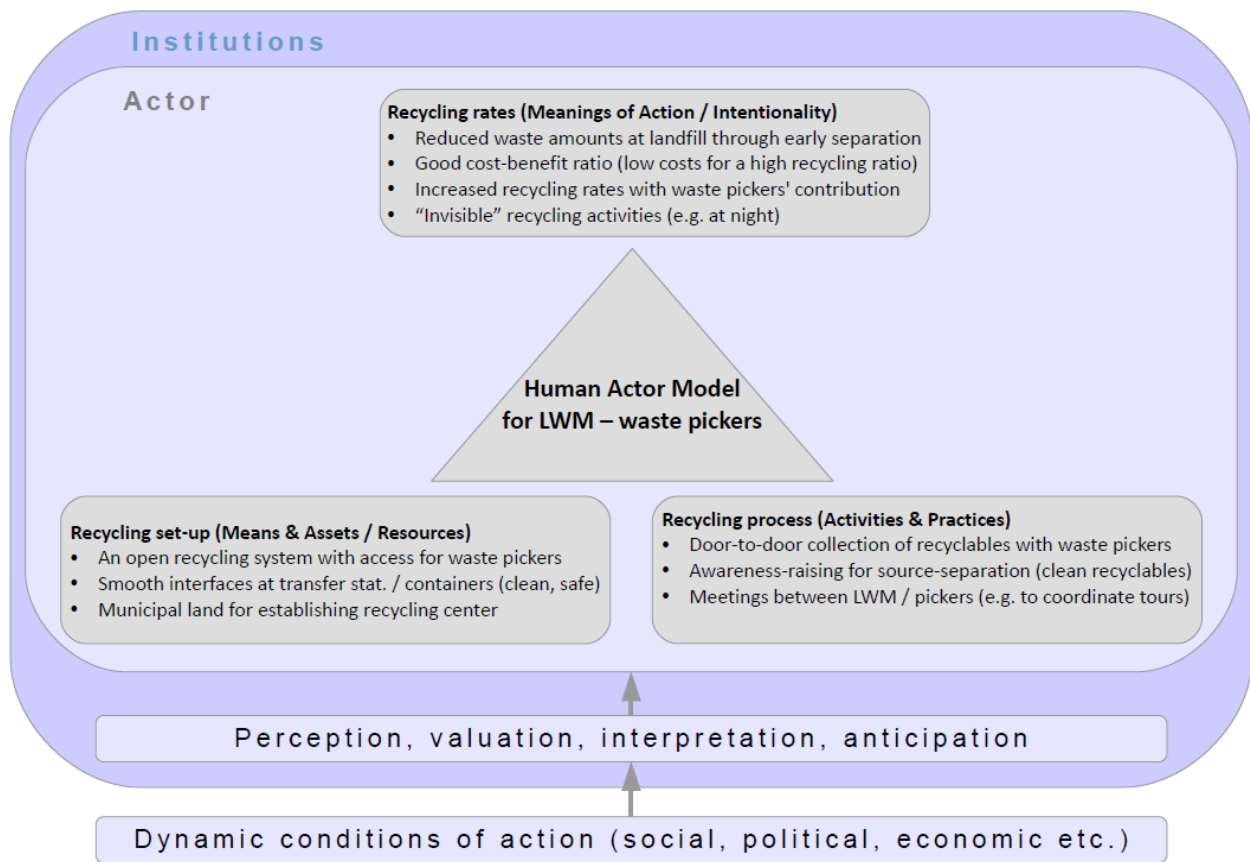 Institutions
Actor
Recycling rates (Meanings of Action / Intentionality)
• Reduced waste amounts at landfill through early separation
• Good cost-benefit ratio (low costs for a high recycling ratio)
• Increased recycling rates with waste pickers' contribution
• “Invisible” recycling activities (e.g. at night)
Human Actor Model
for LWM – waste pickers
Recycling set-up (Means & Assets / Resources)
• An open recycling system with access for waste pickers
• Smooth interfaces at transfer stat. / containers (clean, safe)
• Municipal land for establishing recycling center
Recycling process (Activities & Practices)
• Door-to-door collection of recyclables with waste pickers
• Awareness-raising for source-separation (clean recyclables)
• Meetings between LWM / pickers (e.g. to coordinate tours)
Perception, valuation, interpretation, anticipation
Dynamic conditions of action (social, political, economic etc.)